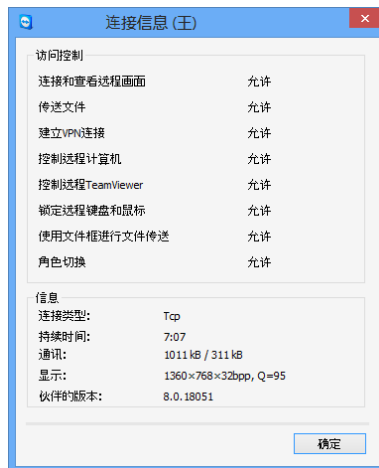 连接信息 (王)
访问控制
连接和查看远程画面 允许
传送文件 允许
建立VPN连接 允许
控制远程计算机 允许
控制远程TeamViewer 允许
锁定远程键盘和鼠标 允许
使用文件框进行文件传送 允许
角色切换 允许
信息
连接类型: Tcp
持续时间: 7:07
通讯: 1011 kB / 311 kB
显示: 1360×768×32bpp, Q=95
伙伴的版本: 8.0.18051
确定